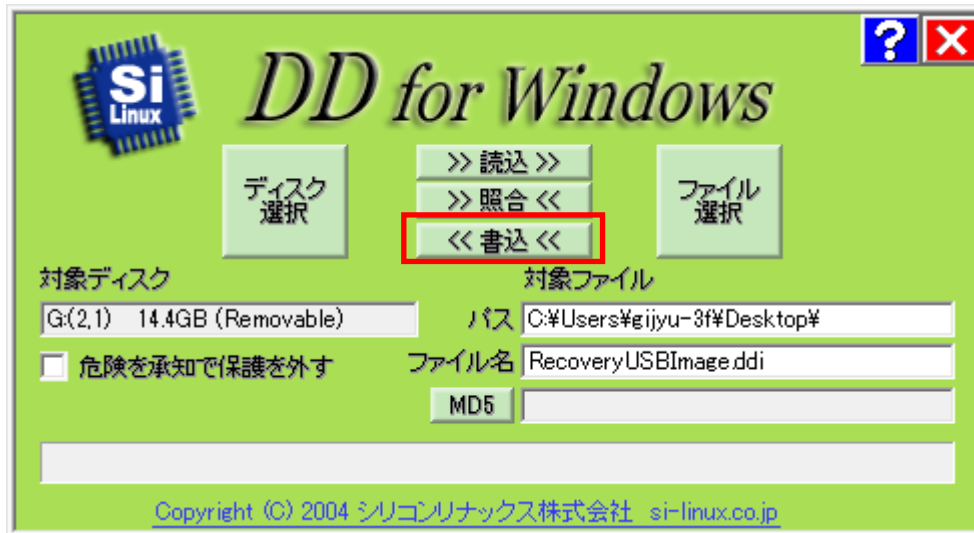 Si
Linux
DD for Windows
?
ディスク
選択
>> 読込 >>
>> 照合 <<
<< 書込 <<
ファイル
選択
対象ディスク
対象ファイル
G:(2,1) 14.4GB (Removable)
パス C:¥Users¥gijyu-3f¥Desktop¥
危険を承知で保護を外す
ファイル名 RecoveryUSBImage.ddi
MD5
Copyright (C) 2004 シリコンリナックス株式会社 si-linux.co.jp